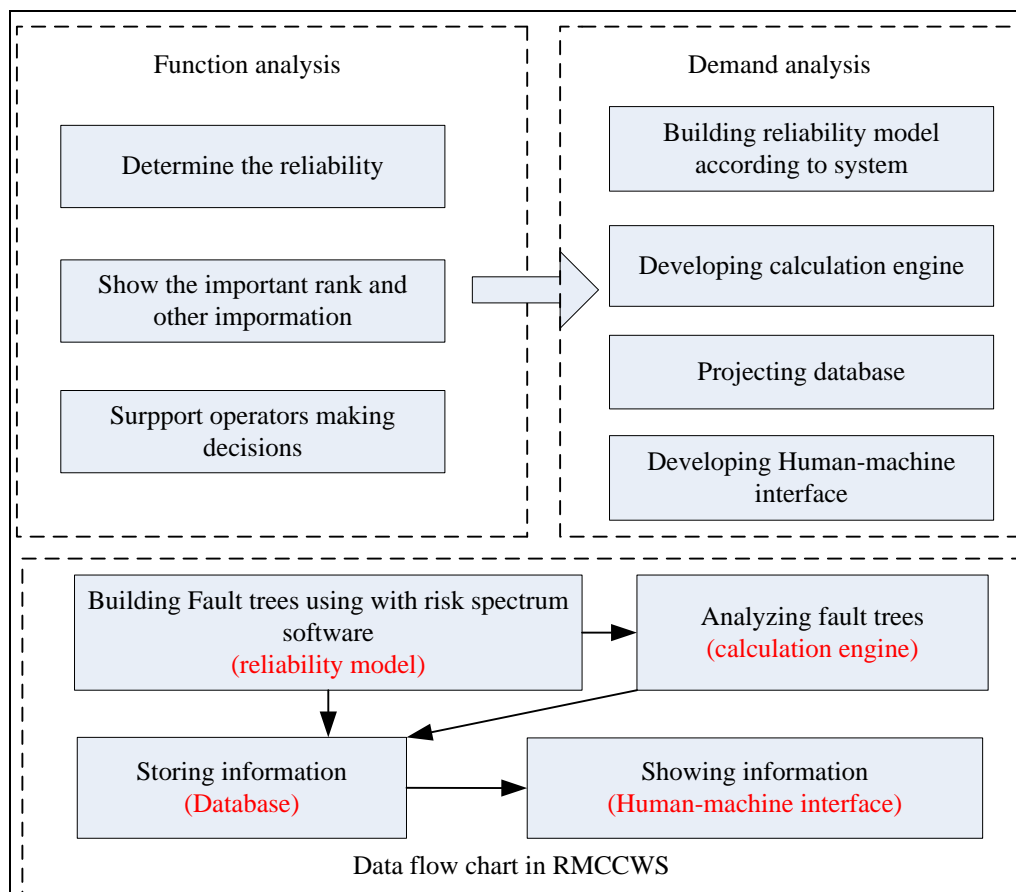 Function analysis
Determine the reliability
Show the important rank and
other impormation
Surpport operators making
decisions
Demand analysis
Building reliability model
according to system
Developing calculation engine
Projecting database
Developing Human-machine
interface
Building Fault trees using with risk spectrum
software
(reliability model)
Analyzing fault trees
(calculation engine)
Storing information
(Database)
Showing information
(Human-machine interface)
Data flow chart in RMCCWS